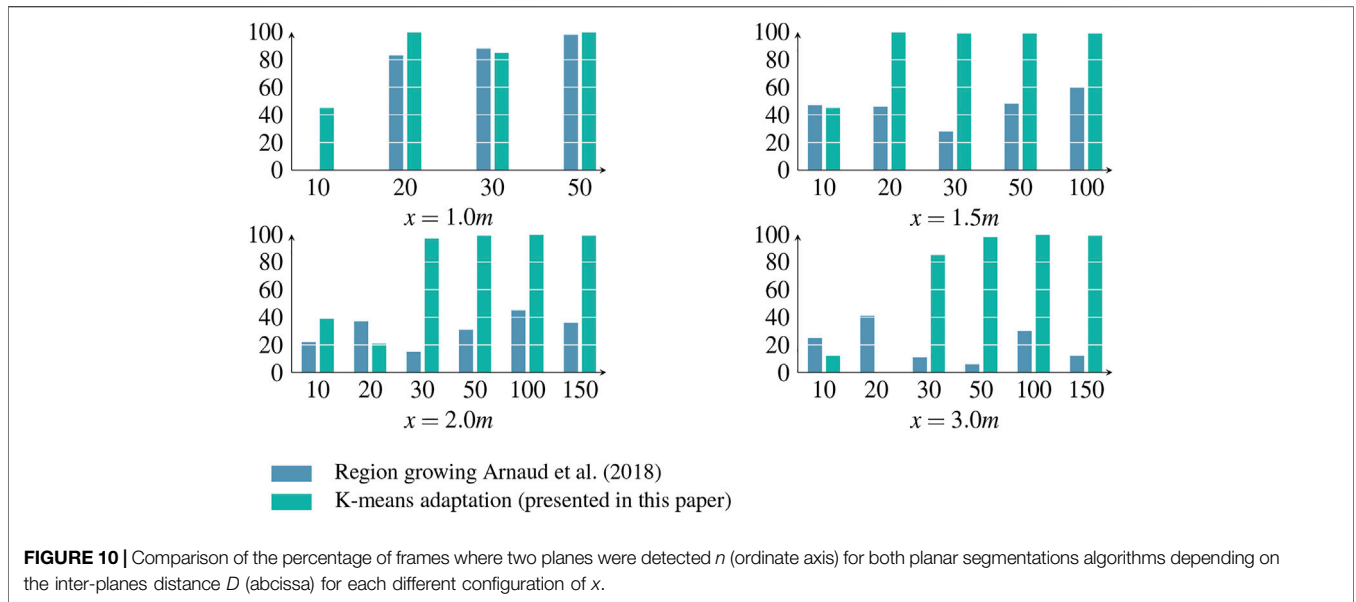 100
80
60
40
20
0
10 20 30 50
x = 1.0m
100
80
60
40
20
0
10 20 30 50 100
x = 1.5m
100
80
60
40
20
0
10 20 30 50 100 150
x = 2.0m
100
80
60
40
20
0
10 20 30 50 100 150
x = 3.0m
Region growing Arnaud et al. (2018)
K-means adaptation (presented in this paper)
FIGURE 10 | Comparison of the percentage of frames where two planes were detected n (ordinate axis) for both planar segmentations algorithms depending on
the inter-planes distance D (abcissa) for each different configuration of x.